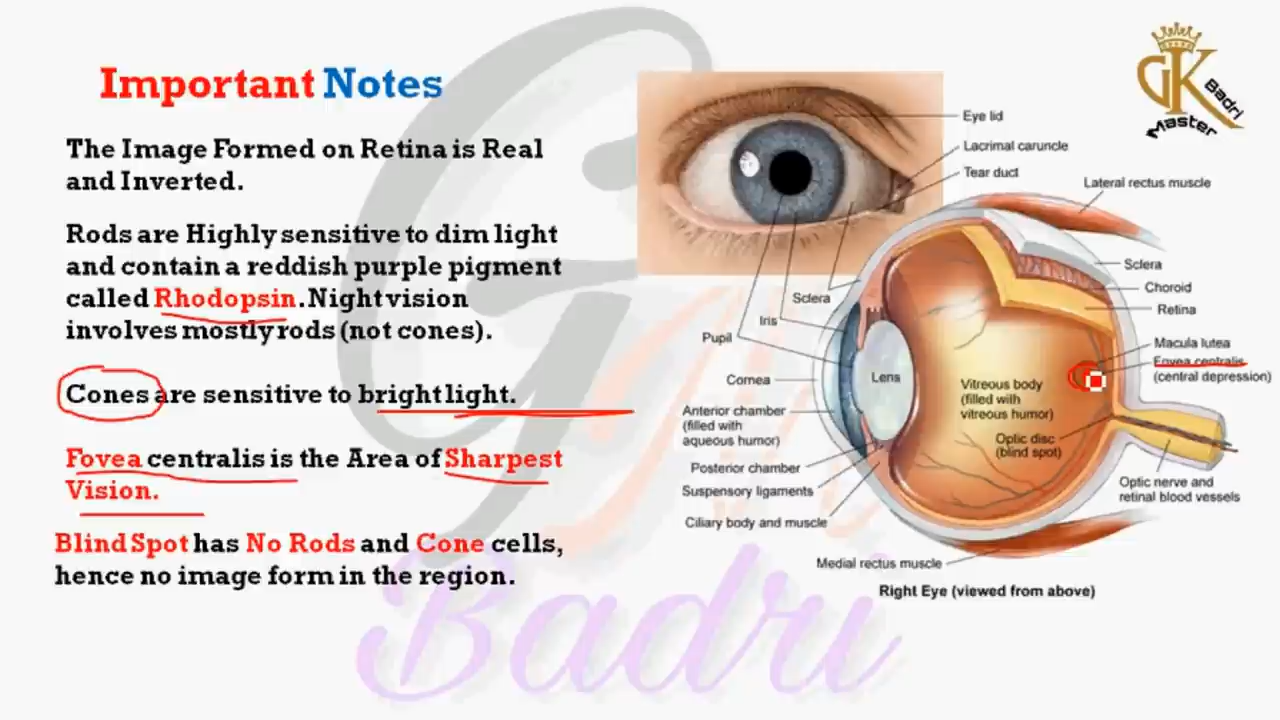 Important Notes
The Image Formed on Retina is Real
and Inverted.
Rods are Highly sensitive to dim light
and contain a reddish purple pigment
called Rhodopsin. Night vision
involves mostly rods (not cones).
Cones are sensitive to bright light.
Fovea centralis is the Area of Sharpest
Vision.
Blind Spot has No Rods and Cone cells,
hence no image form in the region.
GK
Badri
Master
Eye lid
Lacrimal caruncle
Tear duct
Lateral rectus muscle
Sclera
Choroid
Retina
Macula lutea
Fovea centralis
(central depression)
Sclera
Iris
Pupil
Cornea
Lens
Anterior chamber
(filled with
aqueous humor)
Vitreous body
(filled with
vitreous humor)
Optic disc
(blind spot)
Posterior chamber
Suspensory ligaments
Ciliary body and muscle
Optic nerve and
retinal blood vessels
Medial rectus muscle
Right Eye (viewed from above)
GK
Badri